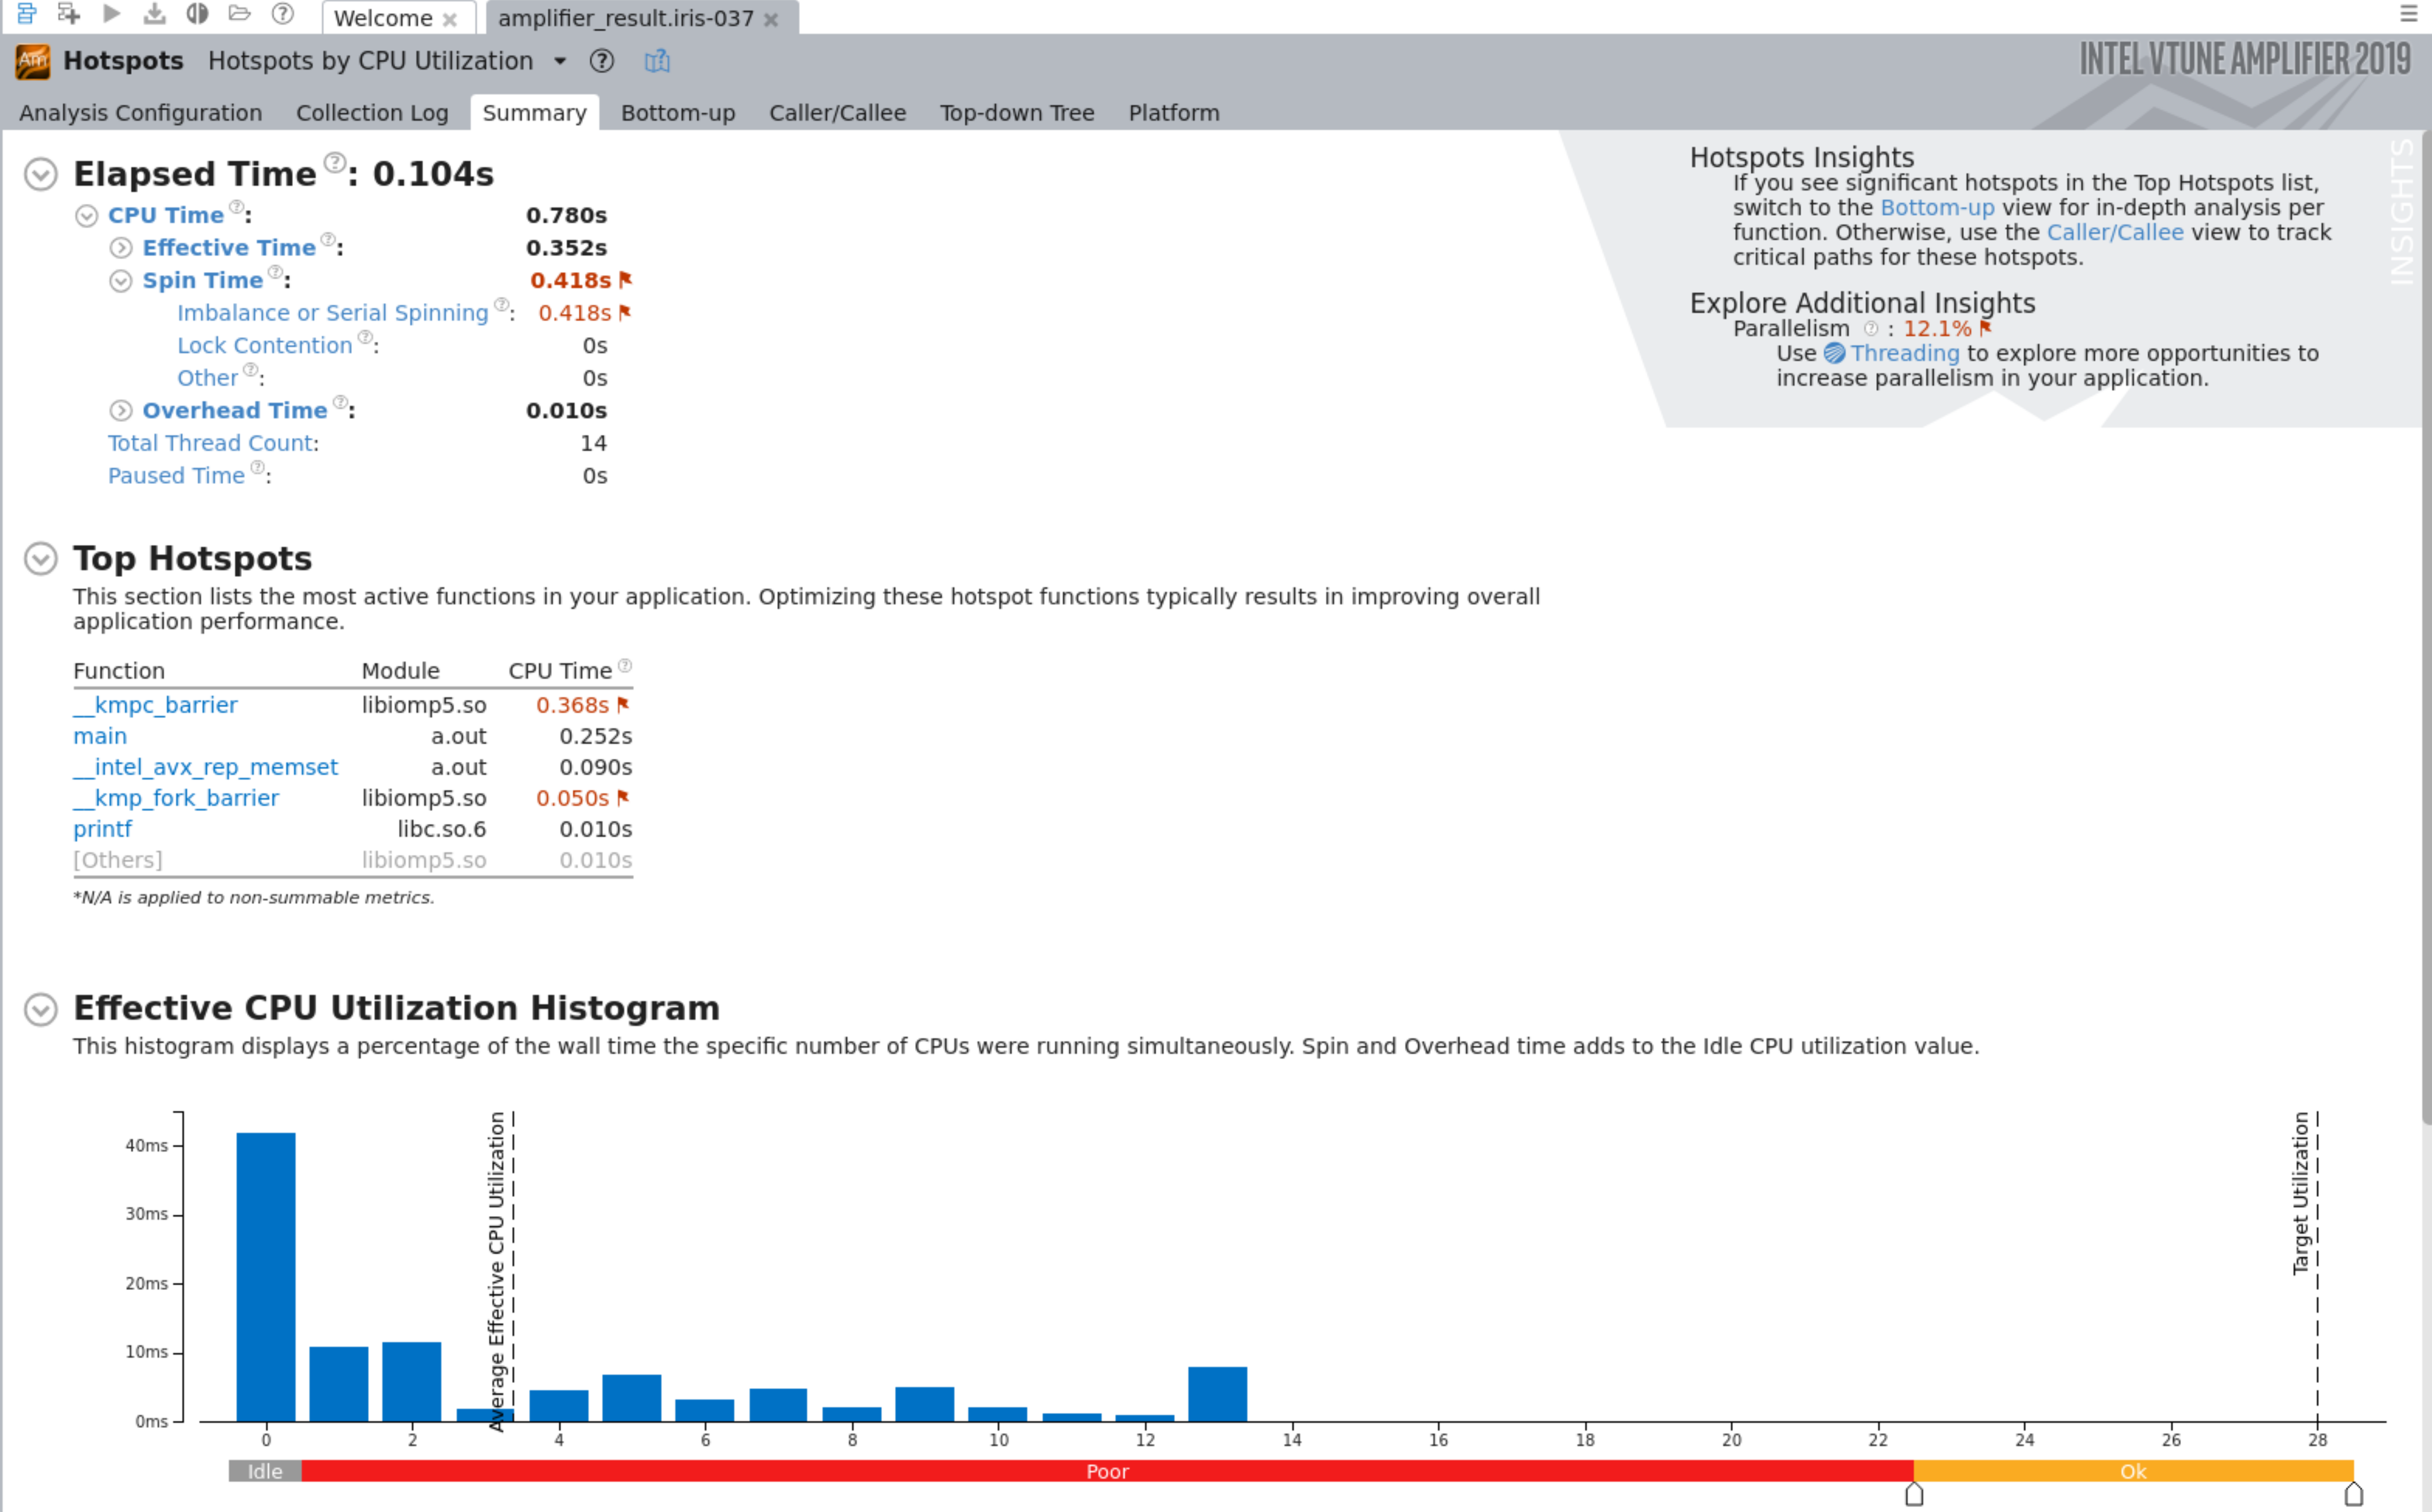 Welcome
amplifier_result.iris-037
Am
Hotspots Hotspots by CPU Utilization
INTEL VTUNE AMPLIFIER 2019
Analysis Configuration Collection Log Summary Bottom-up Caller/Callee Top-down Tree Platform
Elapsed Time ?: 0.104s
CPU Time ?: 0.780s
Effective Time ?: 0.352s
Spin Time ?: 0.418s
Imbalance or Serial Spinning ?: 0.418s
Lock Contention ?: 0s
Other ?: 0s
Overhead Time ?: 0.010s
Total Thread Count: 14
Paused Time ?: 0s
Hotspots Insights
If you see significant hotspots in the Top Hotspots list,
switch to the Bottom-up view for in-depth analysis per
function. Otherwise, use the Caller/Callee view to track
critical paths for these hotspots.
Explore Additional Insights
Parallelism ? : 12.1%
Use Threading to explore more opportunities to
increase parallelism in your application.
INSIGHTS
Top Hotspots
This section lists the most active functions in your application. Optimizing these hotspot functions typically results in improving overall
application performance.
Function Module CPU Time ?
__kmpc_barrier libiomp5.so 0.368s
main a.out 0.252s
__intel_avx_rep_memset a.out 0.090s
__kmp_fork_barrier libiomp5.so 0.050s
printf libc.so.6 0.010s
[Others] libiomp5.so 0.010s
*N/A is applied to non-summable metrics.
Effective CPU Utilization Histogram
This histogram displays a percentage of the wall time the specific number of CPUs were running simultaneously. Spin and Overhead time adds to the Idle CPU utilization value.
40ms
30ms
20ms
10ms
0ms
Average Effective CPU Utilization
Target Utilization
0 2 4 6 8 10 12 14 16 18 20 22 24 26 28
Idle Poor Ok